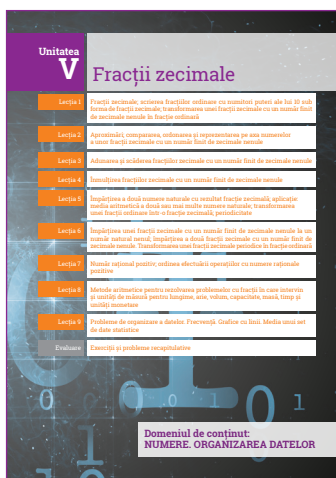 Unitatea
V
Fracții zecimale
Lecția 1
Fracții zecimale; scrierea fracțiilor ordinare cu numitori puteri ale lui 10 sub
forma de fracții zecimale; transformarea unei fracții zecimale cu un număr finit
de zecimale nenule în fracție ordinară
Lecția 2
Aproximări, compararea, ordonarea și reprezentarea pe axa numerelor
a unor fracții zecimale cu un număr finit de zecimale nenule
Lecția 3
Adunarea și scăderea fracțiilor zecimale cu un număr finit de zecimale nenule
Lecția 4
Înmulțirea fracțiilor zecimale cu un număr finit de zecimale nenule
Lecția 5
Împărțirea a două numere naturale cu rezultat fracție zecimală; aplicație:
media aritmetică a două sau mai multe numere naturale; transformarea
unei fracții ordinare într-o fracție zecimală; periodicitate
Lecția 6
Împărțirea unei fracții zecimale cu un număr finit de zecimale nenule la un
număr natural nenul; împărțirea a două fracții zecimale cu un număr finit de
zecimale nenule. Transformarea unei fracții zecimale periodice în fracție ordinară
Lecția 7
Număr rațional pozitiv; ordinea efectuării operațiilor cu numere raționale
pozitive
Lecția 8
Metode aritmetice pentru rezolvarea problemelor cu fracții în care intervin
și unități de măsură pentru lungime, arie, volum, capacitate, masă, timp și
unități monetare
Lecția 9
Probleme de organizare a datelor. Frecvență. Grafice cu linii. Media unui set
de date statistice
Evaluare
Exerciții și probleme recapitulative
Domeniul de conținut:
NUMERE. ORGANIZAREA DATELOR